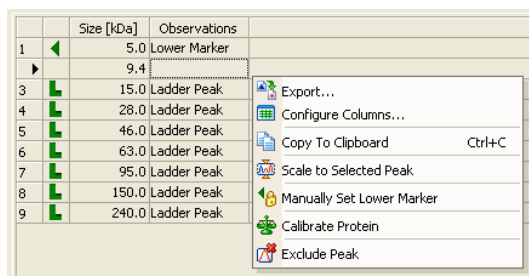 Size [kDa] Observations
1 5.0 Lower Marker
9.4
3 15.0 Ladder Peak
4 28.0 Ladder Peak
5 46.0 Ladder Peak
6 63.0 Ladder Peak
7 95.0 Ladder Peak
8 150.0 Ladder Peak
9 240.0 Ladder Peak
Export...
Configure Columns...
Copy To Clipboard Ctrl+C
Scale to Selected Peak
Manually Set Lower Marker
Calibrate Protein
Exclude Peak